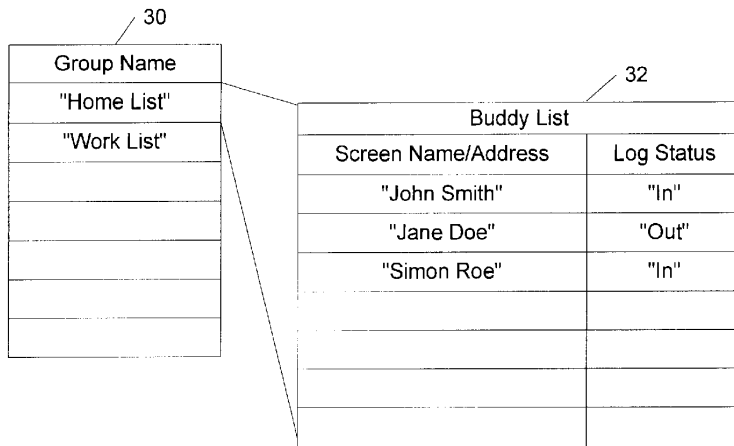 30
Group Name
"Home List"
"Work List"
32
Buddy List
Screen Name/Address Log Status
"John Smith" "In"
"Jane Doe" "Out"
"Simon Roe" "In"